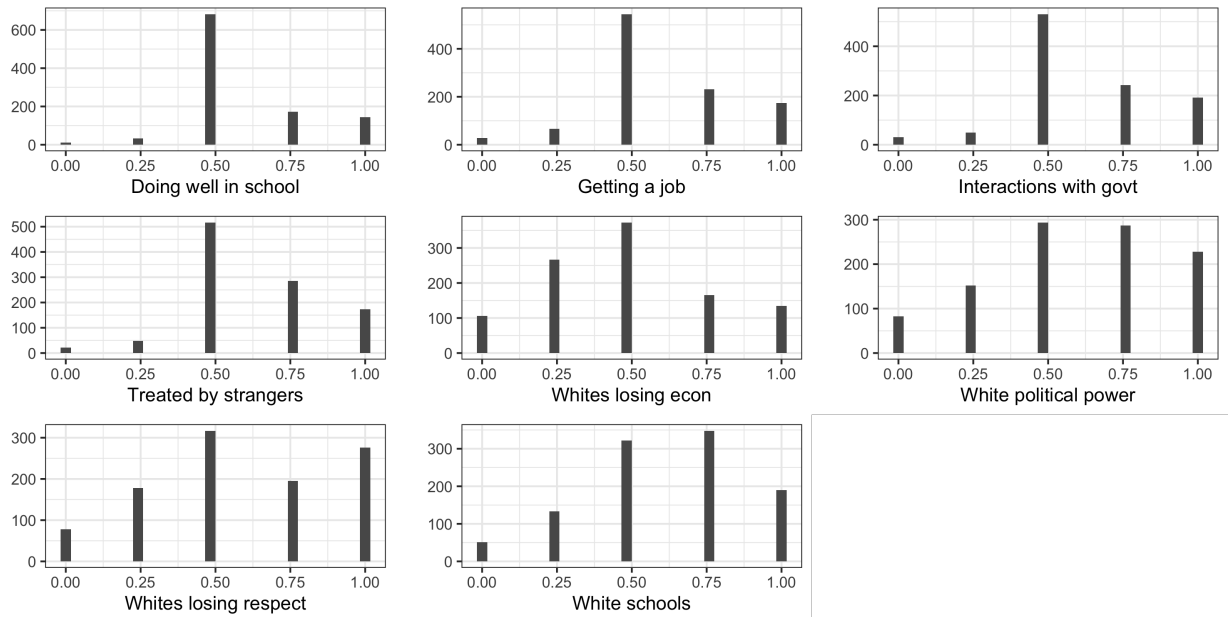 600
400
200
0
0.00 0.25 0.50 0.75 1.00
Doing well in school
400
200
0
0.00 0.25 0.50 0.75 1.00
Getting a job
400
200
0
0.00 0.25 0.50 0.75 1.00
Interactions with govt
500
400
300
200
100
0
0.00 0.25 0.50 0.75 1.00
Treated by strangers
300
200
100
0
0.00 0.25 0.50 0.75 1.00
Whites losing econ
300
200
100
0
0.00 0.25 0.50 0.75 1.00
White political power
300
200
100
0
0.00 0.25 0.50 0.75 1.00
Whites losing respect
300
200
100
0
0.00 0.25 0.50 0.75 1.00
White schools